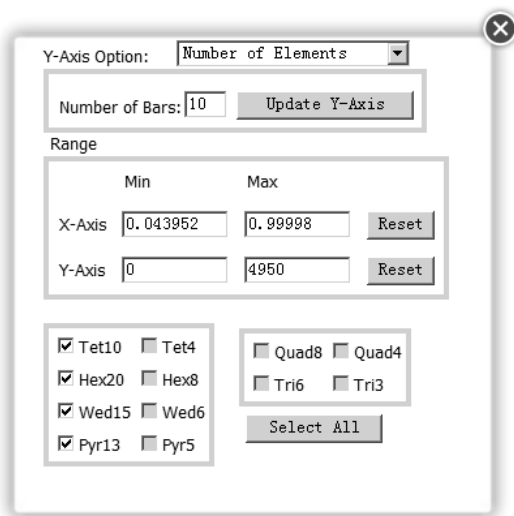 Y-Axis Option: Number of Elements
Number of Bars: 10 Update Y-Axis
Range
Min Max
X-Axis 0.043952 0.99998 Reset
Y-Axis 0 4950 Reset
Tet10 Tet4
Hex20 Hex8
Wed15 Wed6
Pyr13 Pyr5
Quad8 Quad4
Tri6 Tri3
Select All